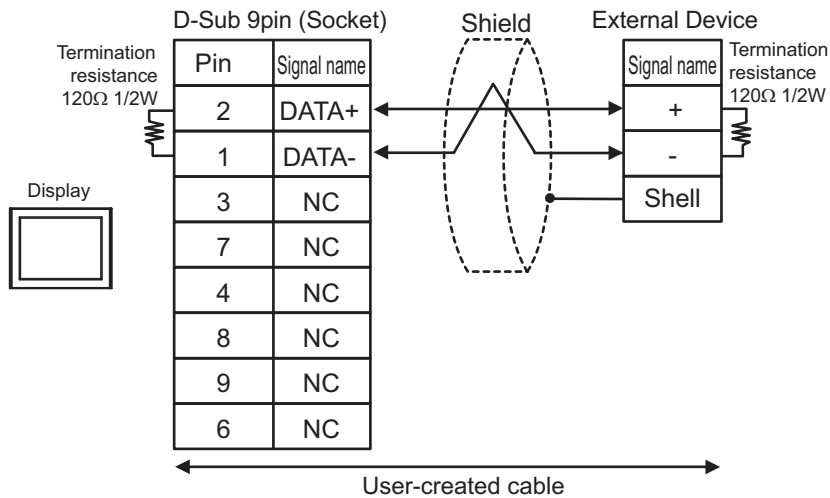 D-Sub 9pin (Socket)
Shield
External Device
Termination
resistance
120Ω 1/2W
Pin Signal name
2 DATA+
1 DATA-
3 NC
7 NC
4 NC
8 NC
9 NC
6 NC
Signal name
+
-
Shell
Termination
resistance
120Ω 1/2W
Display
User-created cable